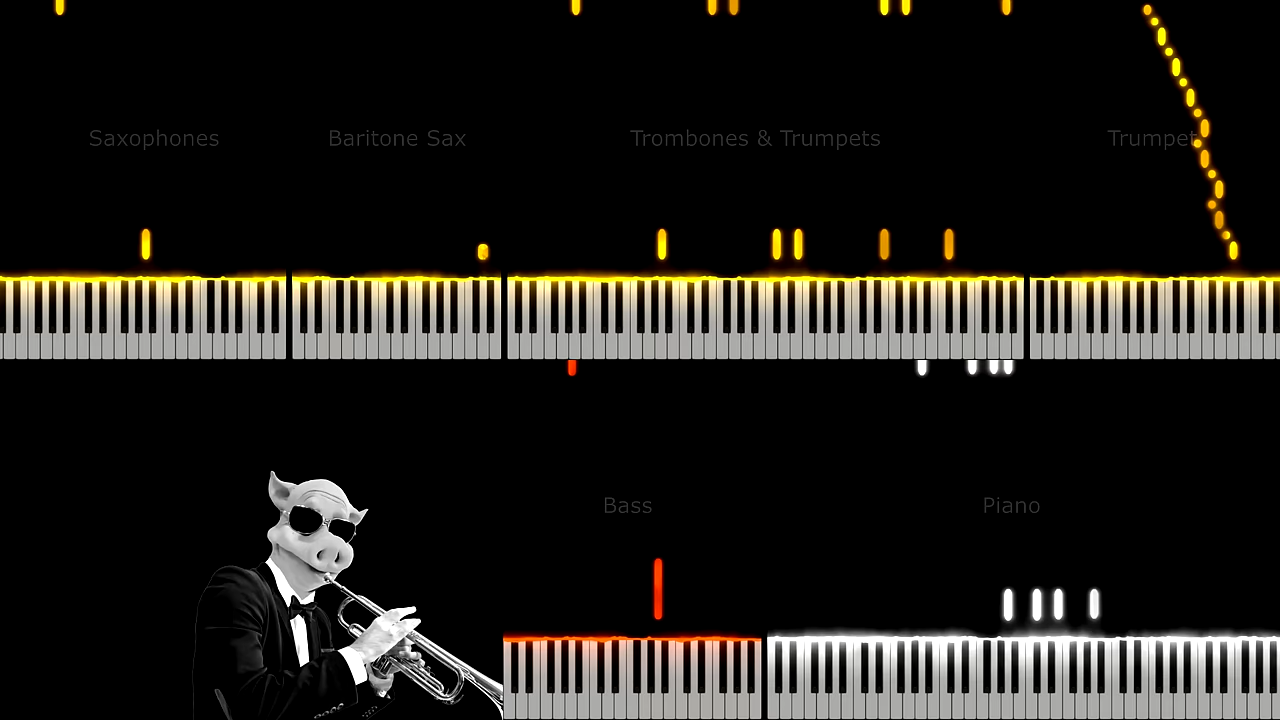 Saxophones
Baritone Sax
Trombones & Trumpets
Trumpet
Bass
Piano